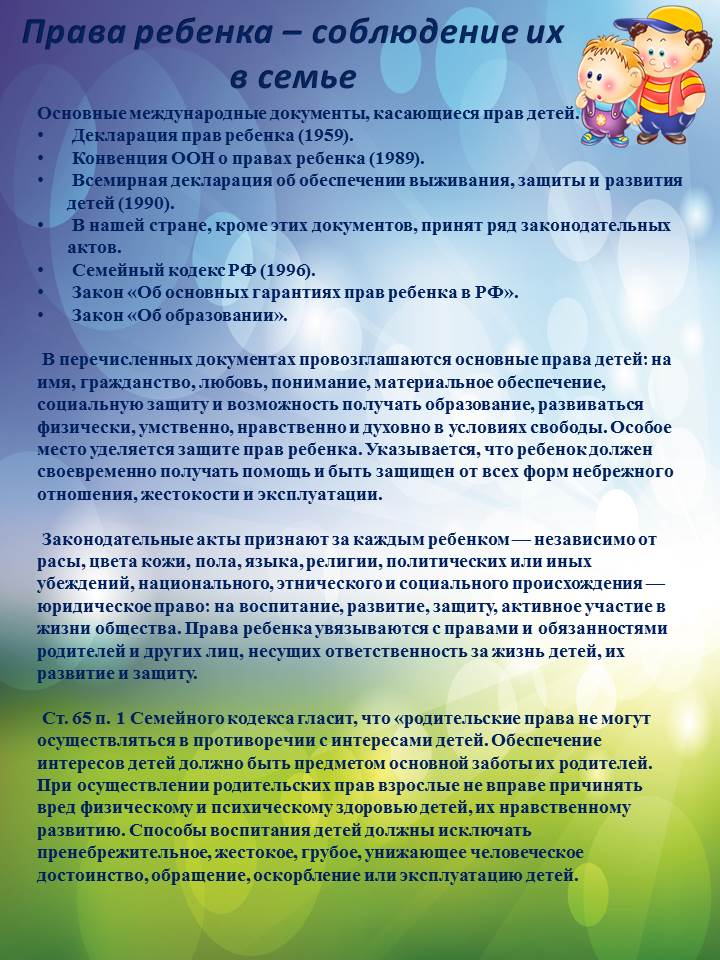 Права ребенка – соблюдение их
в семье
Основные международные документы, касающиеся прав детей.
• Декларация прав ребенка (1959).
• Конвенция ООН о правах ребенка (1989).
• Всемирная декларация об обеспечении выживания, защиты и развития
детей (1990).
• В нашей стране, кроме этих документов, принят ряд законодательных
актов.
• Семейный кодекс РФ (1996).
• Закон «Об основных гарантиях прав ребенка в РФ».
• Закон «Об образовании».
В перечисленных документах провозглашаются основные права детей: на
имя, гражданство, любовь, понимание, материальное обеспечение,
социальную защиту и возможность получать образование, развиваться
физически, умственно, нравственно и духовно в условиях свободы. Особое
место уделяется защите прав ребенка. Указывается, что ребенок должен
своевременно получать помощь и быть защищен от всех форм небрежного
отношения, жестокости и эксплуатации.
Законодательные акты признают за каждым ребенком — независимо от
расы, цвета кожи, пола, языка, религии, политических или иных
убеждений, национального, этнического и социального происхождения —
юридическое право: на воспитание, развитие, защиту, активное участие в
жизни общества. Права ребенка увязываются с правами и обязанностями
родителей и других лиц, несущих ответственность за жизнь детей, их
развитие и защиту.
Ст. 65 п. 1 Семейного кодекса гласит, что «родительские права не могут
осуществляться в противоречии с интересами детей. Обеспечение
интересов детей должно быть предметом основной заботы их родителей.
При осуществлении родительских прав взрослые не вправе причинять
вред физическому и психическому здоровью детей, их нравственному
развитию. Способы воспитания детей должны исключать
пренебрежительное, жестокое, грубое, унижающее человеческое
достоинство, обращение, оскорбление или эксплуатацию детей.